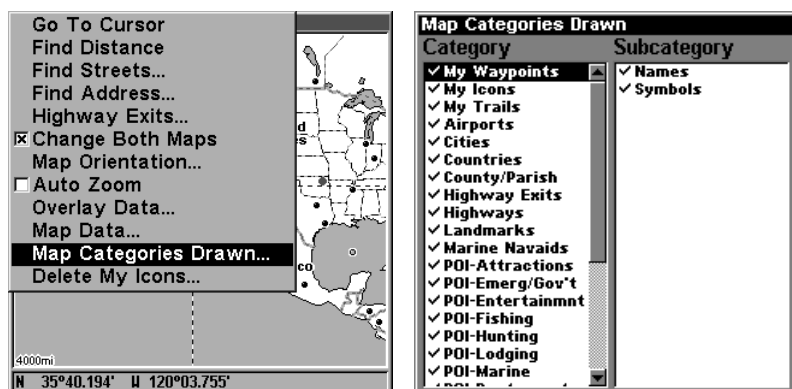 Go To Cursor
Find Distance
Find Streets...
Find Address...
Highway Exits...
Change Both Maps
Map Orientation...
Auto Zoom
Overlay Data...
Map Data...
Map Categories Drawn...
Delete My Icons...
4000mi
N 35°40.194' W 120°03.755'
Map Categories Drawn
Category Subcategory
My Waypoints
My Icons
My Trails
Airports
Cities
Countries
County/Parish
Highway Exits
Highways
Landmarks
Marine Navaids
POI-Attractions
POI-Emerg/Gov't
POI-Entertainmnt
POI-Fishing
POI-Hunting
POI-Lodging
POI-Marine
Names
Symbols